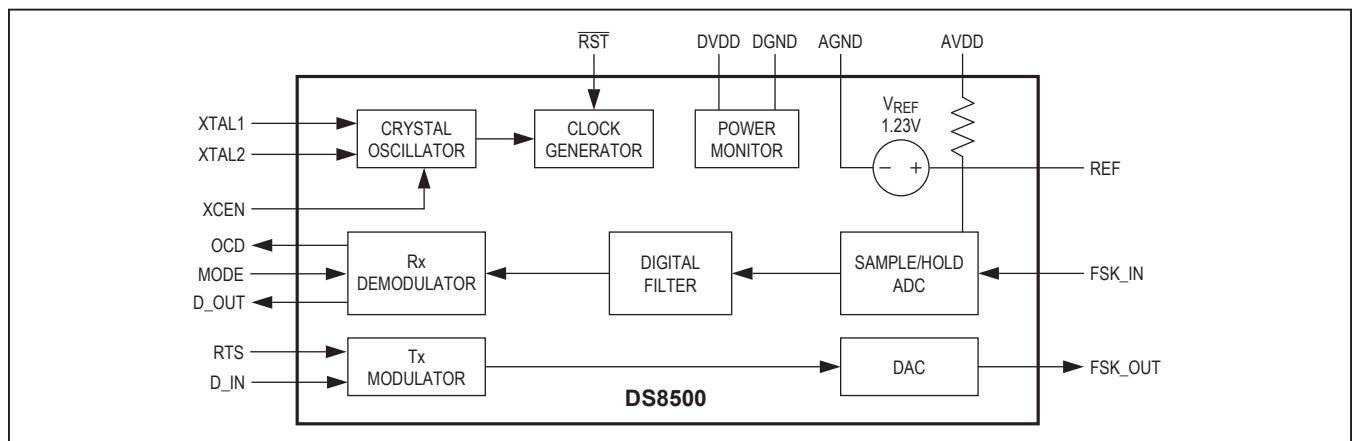 RST DVDD DGND AGND AVDD
XTAL1
XTAL2
XCEN
CRYSTAL
OSCILLATOR
CLOCK
GENERATOR
POWER
MONITOR
VREF
1.23V
- +
REF
OCD
MODE
D_OUT
Rx
DEMODULATOR
DIGITAL
FILTER
SAMPLE/HOLD
ADC
FSK_IN
RTS
D_IN
Tx
MODULATOR
DAC
FSK_OUT
DS8500